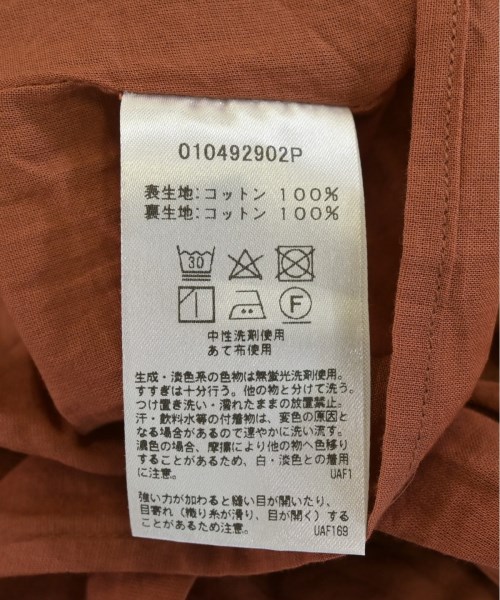 010492902P
表生地:コットン 100%
裏生地:コットン 100%
30
F
中性洗剤使用
あて布使用
生成・淡色系の色物は無蛍光洗剤使用。
すすぎは十分行う。他の物と分けて洗う。
つけ置き洗い・濡れたままの放置禁止。
汗・飲料水等の付着物は、変色の原因と
なる場合があるので速やかに洗い流す。
濃色の場合、摩擦により他の物へ色移り
することがあるため、白・淡色との着用
に注意。 UAF1
強い力が加わると縫い目が開いたり、
目寄れ(織り糸が滑り、目が開く)する
ことがあるため注意 UAF169